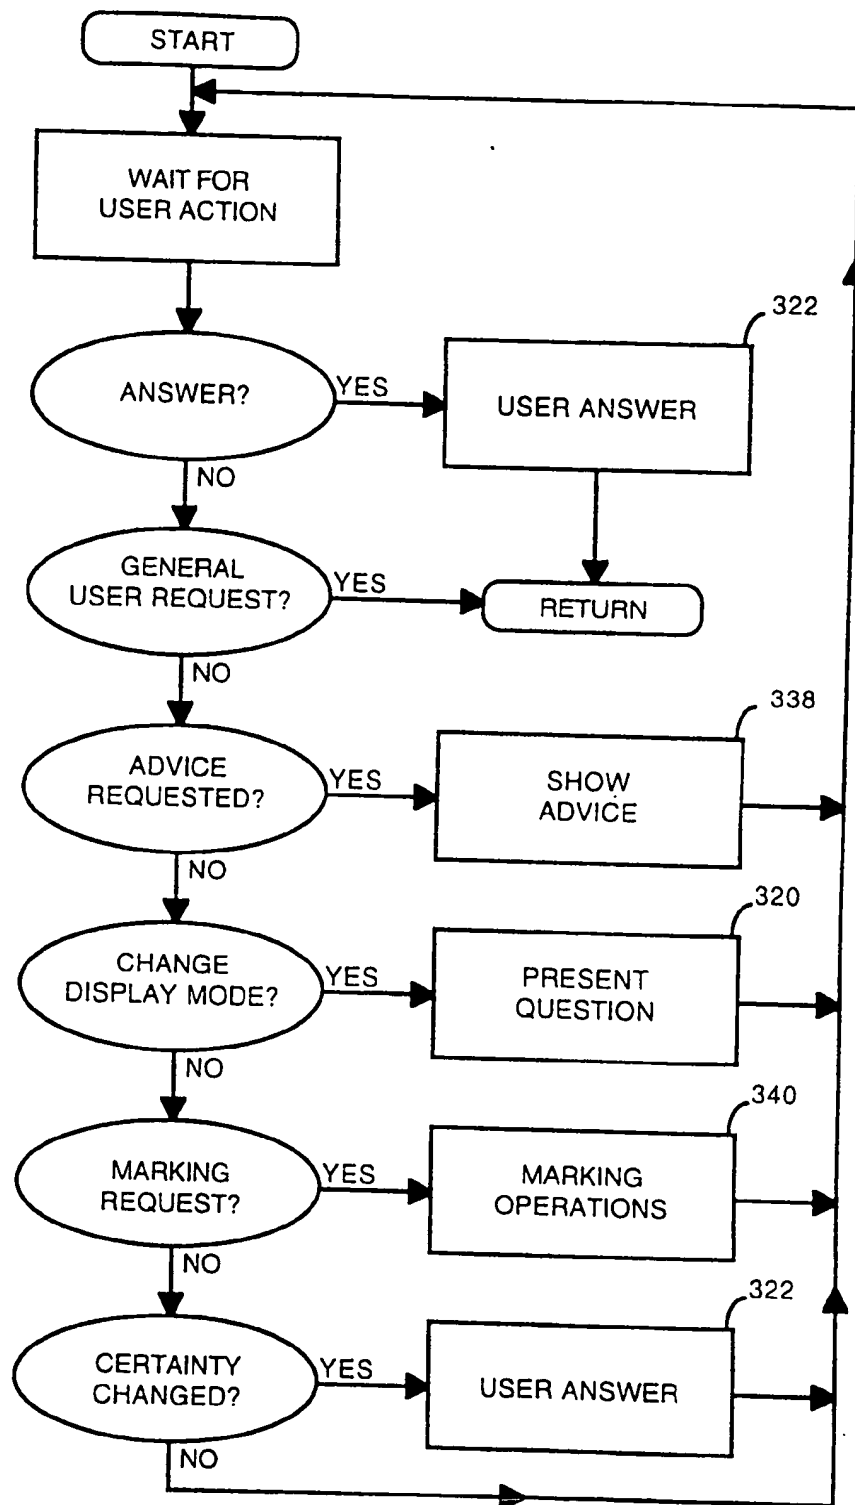 START
WAIT FOR
USER ACTION
322
ANSWER?
YES
USER ANSWER
NO
GENERAL
USER REQUEST?
YES
RETURN
NO
338
ADVICE
REQUESTED?
YES
SHOW
ADVICE
NO
320
CHANGE
DISPLAY MODE?
YES
PRESENT
QUESTION
NO
340
MARKING
REQUEST?
YES
MARKING
OPERATIONS
NO
322
CERTAINTY
CHANGED?
YES
USER ANSWER
NO